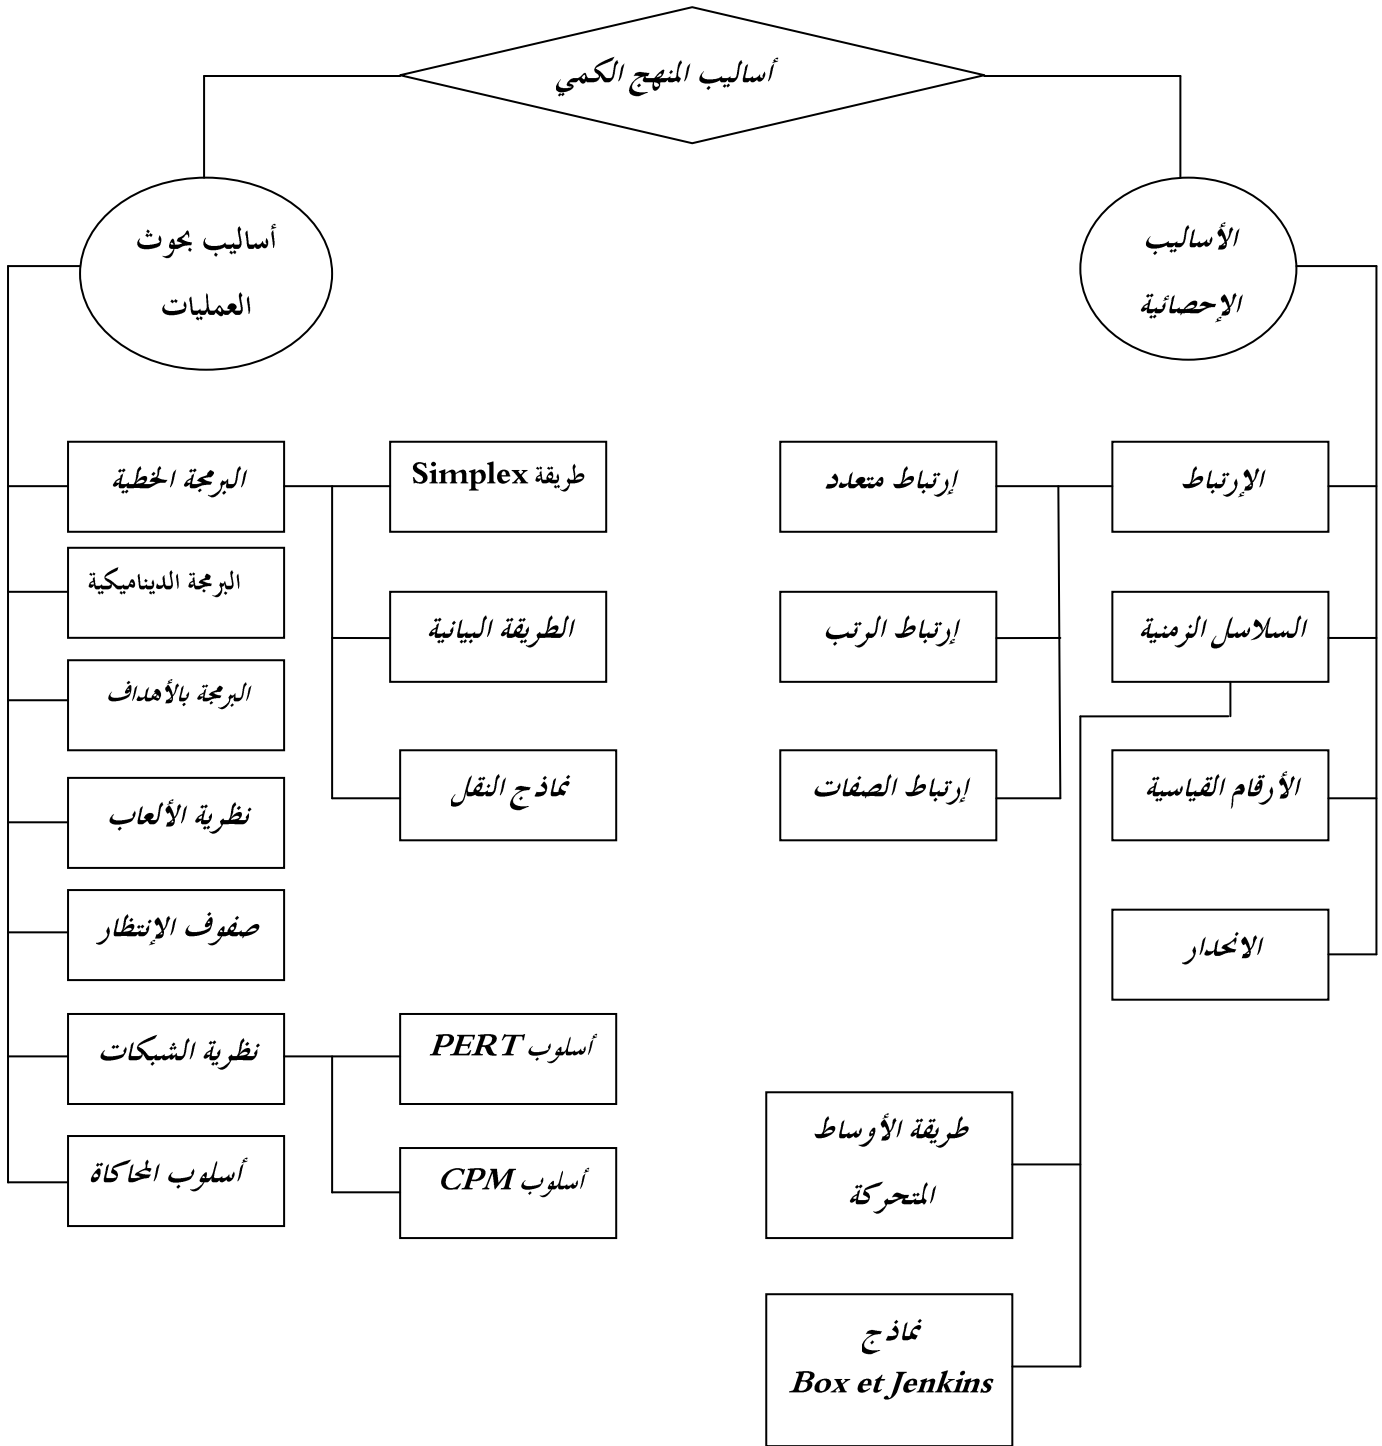 أساليب المنهج الكمي
الأساليب
الإحصائية
أساليب بحوث
العمليات
الإرتباط
إرتباط متعدد
طريقة Simplex
البرمجة الخطية
البرمجة الديناميكية
السلاسل الزمنية
إرتباط الرتب
الطريقة البيانية
البرمجة بالأهداف
الأرقام القياسية
إرتباط الصفات
نماذج النقل
نظرية الألعاب
الانحدار
صفوف الإنتظار
أسلوب PERT
نظرية الشبكات
طريقة الأوساط
المتحركة
أسلوب CPM
أسلوب المحاكاة
نماذج
Box et Jenkins